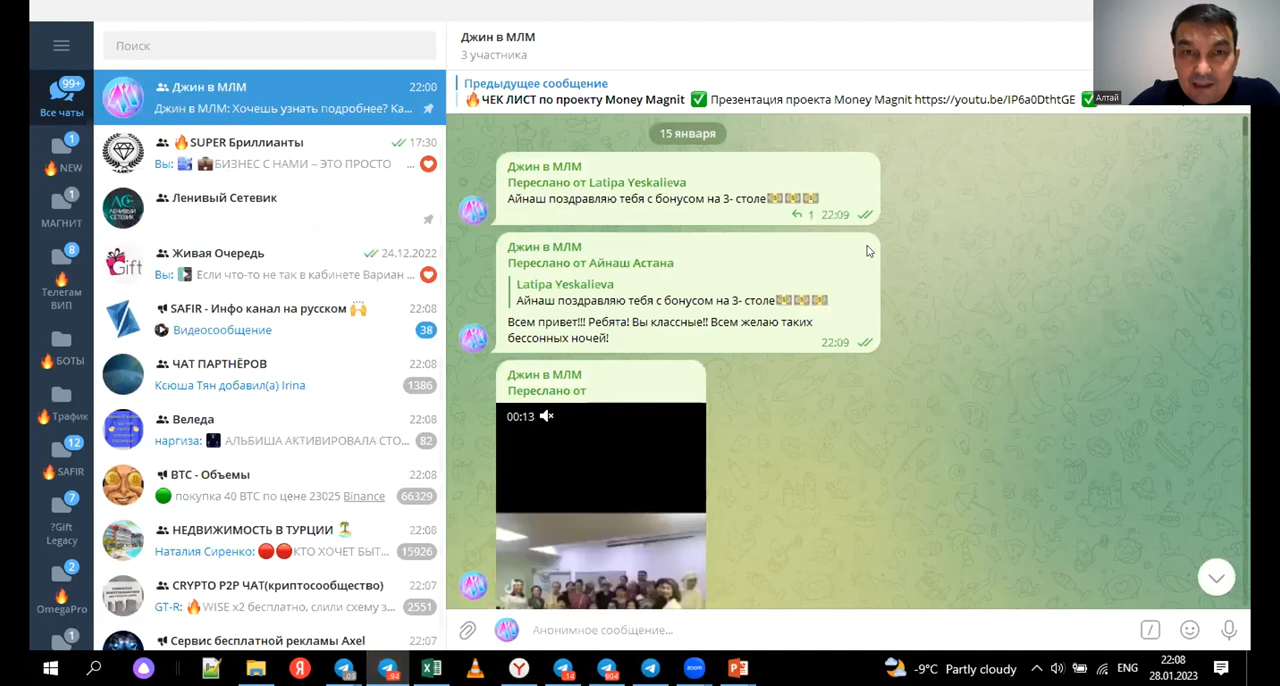 Поиск
99+
Все чаты
1
NEW
1
МАГНИТ
8
Телегам
ВИП
БОТЫ
Трафик
12
SAFIR
7
?Gift
Legacy
2
OmegaPro
1
Джин в МЛМ
22:00
Джин в МЛМ: Хочешь узнать подробнее? Ка...
SUPER Бриллианты
17:30
Вы: БИЗНЕС С НАМИ – ЭТО ПРОСТО ...
Ленивый Сетевик
Живая Очередь
24.12.2022
Вы: Если что-то не так в кабинете Вариан ...
SAFIR - Инфо канал на русском
22:08
Видеосообщение
38
ЧАТ ПАРТНЁРОВ
22:08
Ксюша Тян добавил(а) Irina
1386
Веледа
22:08
наргиза: АЛЬБИША АКТИВИРОВАЛА СТО...
82
BTC - Объемы
22:08
покупка 40 BTC по цене 23025 Binance
66329
НЕДВИЖИМОСТЬ В ТУРЦИИ
22:08
Наталия Сиренко: КТО ХОЧЕТ БЫТ...
15926
CRYPTO P2P ЧАТ(криптосообщество)
22:07
GT-R: WISE x2 бесплатно, слили схему з...
2551
Сервис бесплатной рекламы Axel
22:07
Джин в МЛМ
3 участника
Предыдущее сообщение
ЧЕК ЛИСТ по проекту Money Magnit Презентация проекта Money Magnit https://youtu.be/IP6a0DthtGE
Алтай
15 января
Джин в МЛМ
Переслано от Latipa Yeskalieva
Айнаш поздравляю тебя с бонусом на 3- столе
1 22:09
Джин в МЛМ
Переслано от Айнаш Астана
Latipa Yeskalieva
Айнаш поздравляю тебя с бонусом на 3- столе
Всем привет!!! Ребята! Вы классные!! Всем желаю таких
бессонных ночей!
22:09
Джин в МЛМ
Переслано от
00:13
Анонимное сообщение...
-9°C Partly cloudy
ENG
22:08
28.01.2023